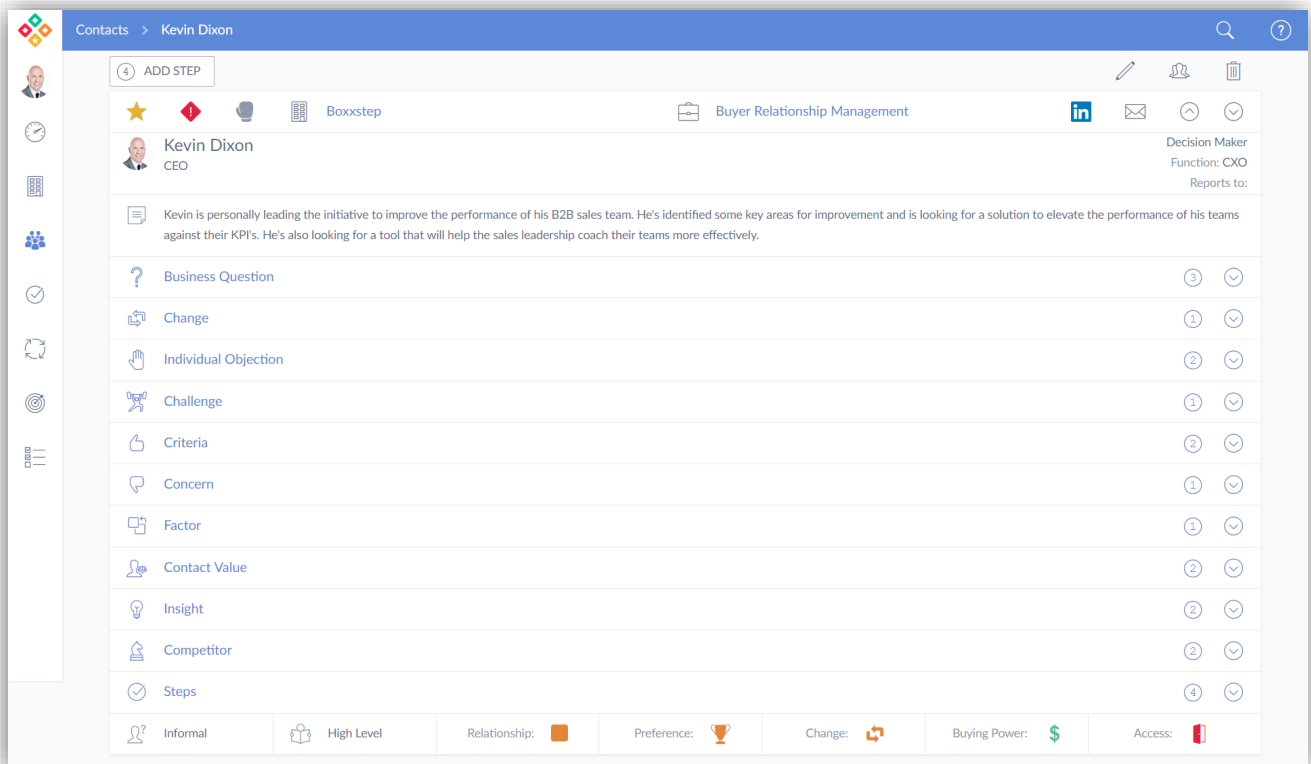 Contacts > Kevin Dixon
?
4 ADD STEP
! Boxxstep Buyer Relationship Management in
Kevin Dixon
CEO
Decision Maker
Function: CXO
Reports to:
Kevin is personally leading the initiative to improve the performance of his B2B sales team. He's identified some key areas for improvement and is looking for a solution to elevate the performance of his teams
against their KPI's. He's also looking for a tool that will help the sales leadership coach their teams more effectively.
? Business Question 3
Change 1
Individual Objection 2
Challenge 1
Criteria 2
Concern 1
Factor 1
Contact Value 2
Insight 2
Competitor 2
Steps 4
? Informal High Level Relationship: Preference: Change: Buying Power: $ Access: